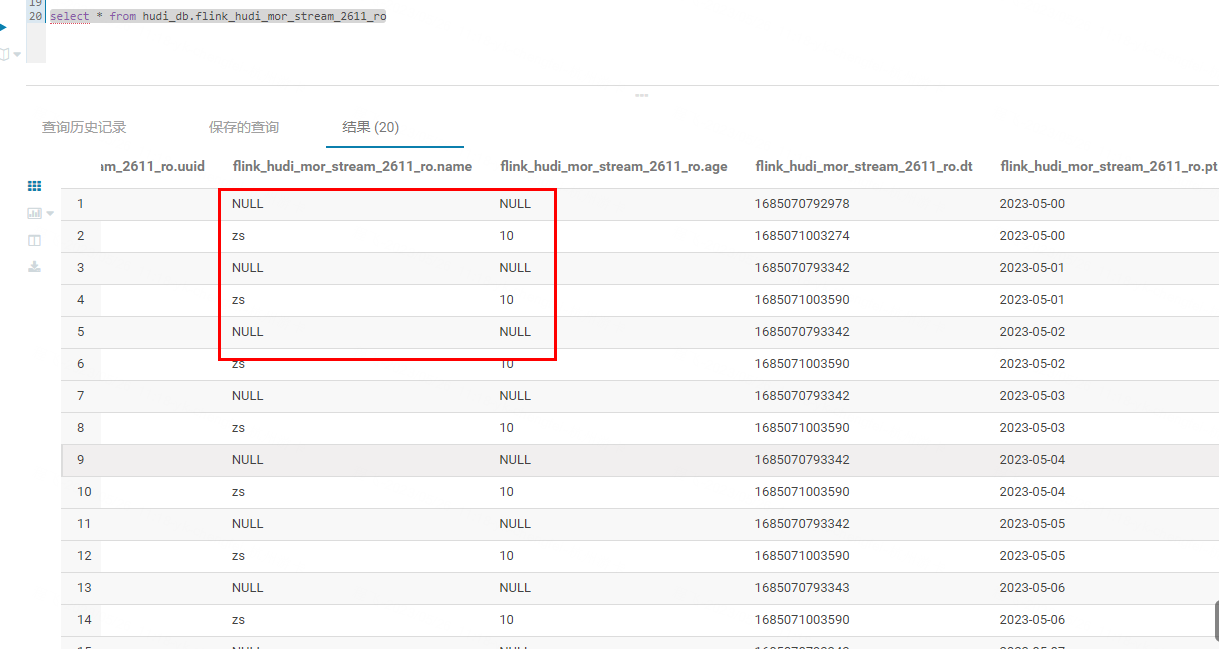 19
20 select * from hudi_db.flink_hudi_mor_stream_2611_ro
查询历史记录 保存的查询 结果 (20)
am_2611_ro.uuid flink_hudi_mor_stream_2611_ro.name flink_hudi_mor_stream_2611_ro.age flink_hudi_mor_stream_2611_ro.dt flink_hudi_mor_stream_2611_ro.pt
1 NULL NULL 1685070792978 2023-05-00
2 zs 10 1685071003274 2023-05-00
3 NULL NULL 1685070793342 2023-05-01
4 zs 10 1685071003590 2023-05-01
5 NULL NULL 1685070793342 2023-05-02
6 zs 10 1685071003590 2023-05-02
7 NULL NULL 1685070793342 2023-05-03
8 zs 10 1685071003590 2023-05-03
9 NULL NULL 1685070793342 2023-05-04
10 zs 10 1685071003590 2023-05-04
11 NULL NULL 1685070793342 2023-05-05
12 zs 10 1685071003590 2023-05-05
13 NULL NULL 1685070793343 2023-05-06
14 zs 10 1685071003590 2023-05-06